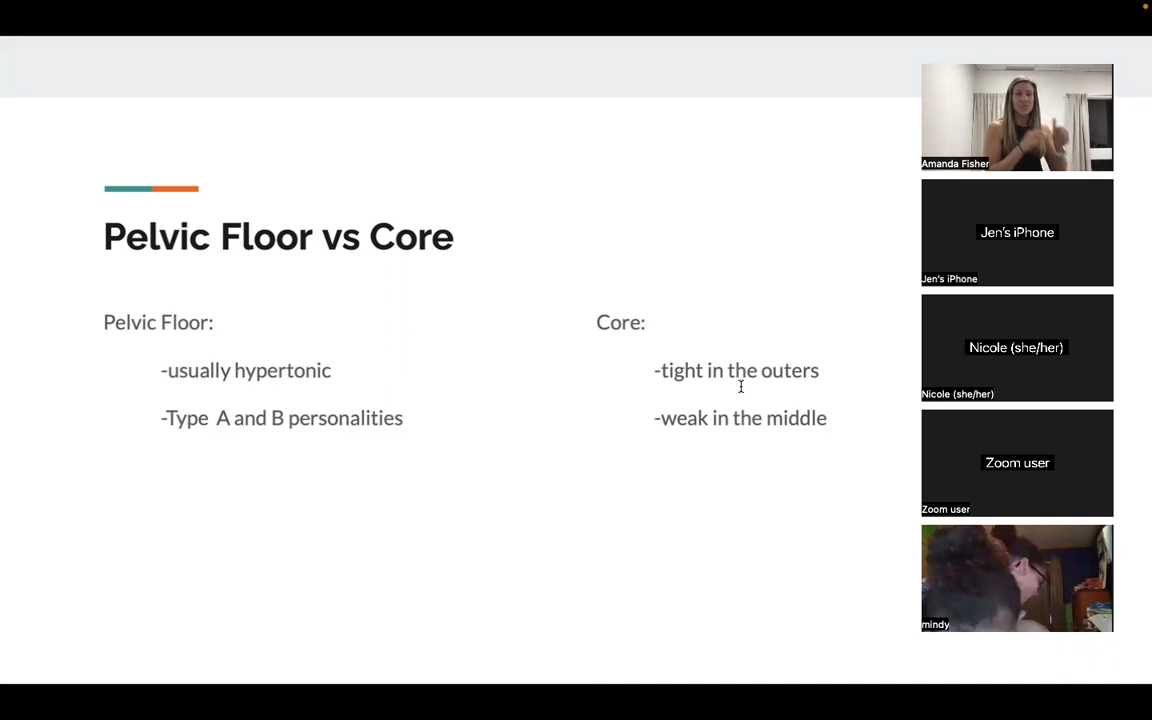 Pelvic Floor vs Core
Pelvic Floor:
-usually hypertonic
-Type A and B personalities
Core:
-tight in the outers
-weak in the middle
Amanda Fisher
Jen's iPhone
Jen's iPhone
Nicole (she/her)
Nicole (she/her)
Zoom user
Zoom user
mindy